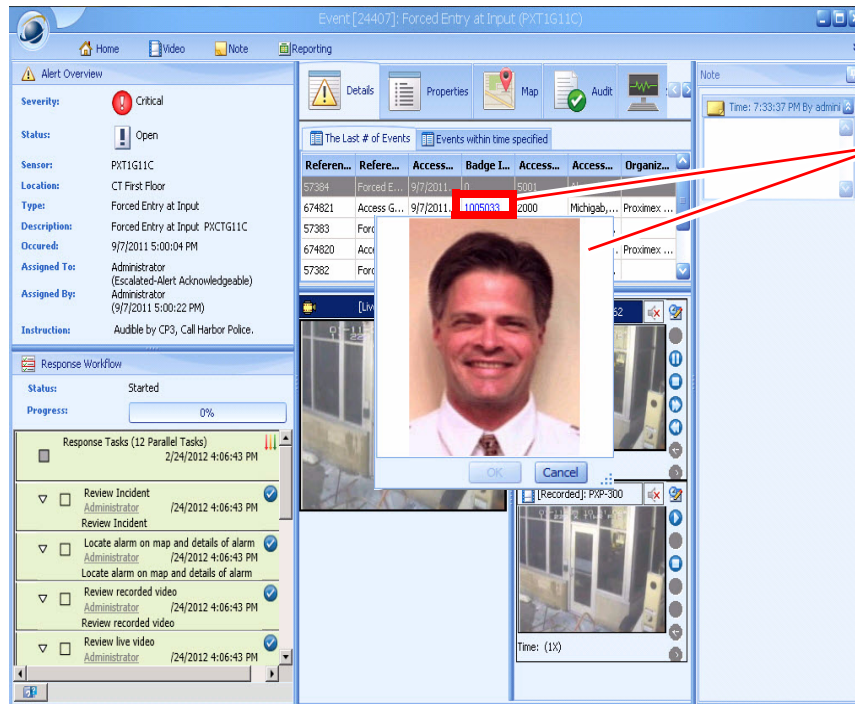 Event [24407]: Forced Entry at Input (PXT1G11C)
Home Video Note Reporting
Alert Overview
Severity: Critical
Status: Open
Sensor: PXT1G11C
Location: CT First Floor
Type: Forced Entry at Input
Description: Forced Entry at Input PXCTG11C
Occured: 9/7/2011 5:00:04 PM
Assigned To: Administrator
(Escalated-Alert Acknowledgeable)
Assigned By: Administrator
(9/7/2011 5:00:22 PM)
Instruction: Audible by CP3, Call Harbor Police.
Response Workflow
Status: Started
Progress: 0%
Response Tasks (12 Parallel Tasks)
2/24/2012 4:06:43 PM
Review Incident
Administrator /24/2012 4:06:43 PM
Review Incident
Locate alarm on map and details of alarm
Administrator /24/2012 4:06:43 PM
Locate alarm on map and details of alarm
Review recorded video
Administrator /24/2012 4:06:43 PM
Review recorded video
Review live video
Administrator /24/2012 4:06:43 PM
Details Properties Map Audit
The Last # of Events Events within time specified
Referen... Refere... Access... Badge I... Access... Access... Organiz...
57384 Forced E... 9/7/2011... 0 5001
674821 Access G... 9/7/2011... 1005033 2000 Michigab,... Proximex ...
57383 Forc
674820 Acce Proximex ...
57382 Forc
[Liv 62
OK Cancel
[Recorded]: PXP-300
Time: (1X)
Note
Time: 7:33:37 PM By admini